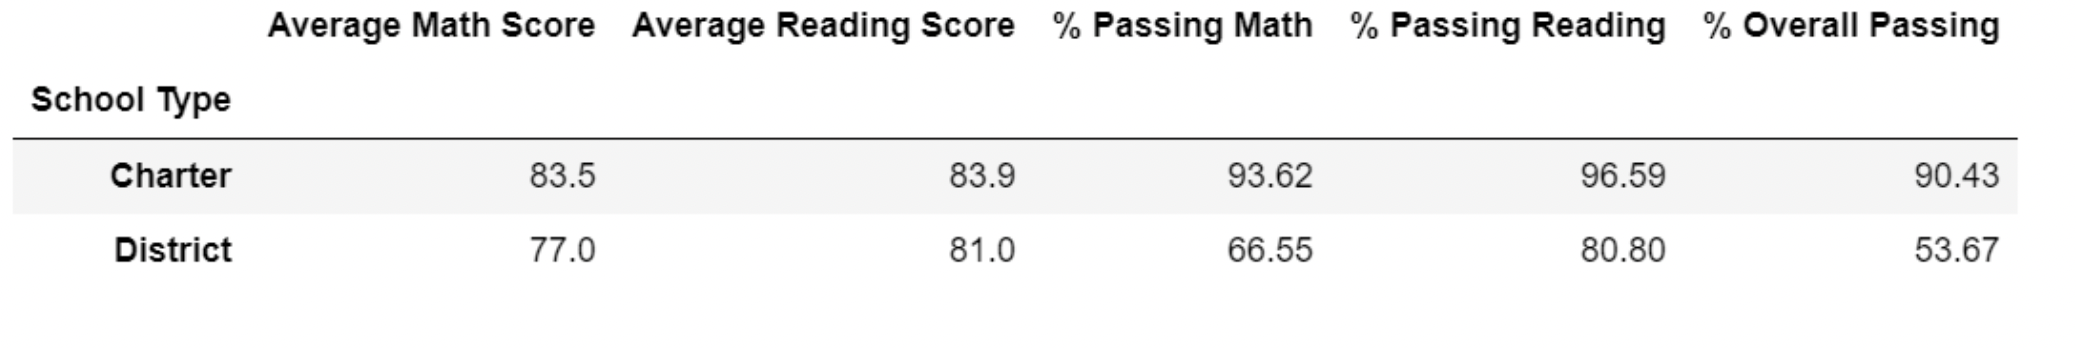 Average Math Score Average Reading Score % Passing Math % Passing Reading % Overall Passing
School Type
Charter 83.5 83.9 93.62 96.59 90.43
District 77.0 81.0 66.55 80.80 53.67